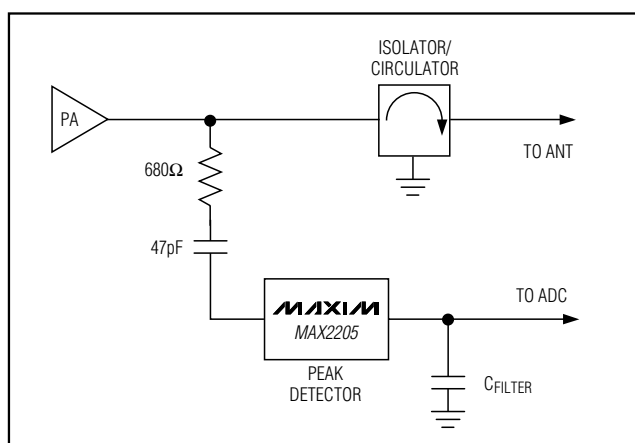 ISOLATOR/
CIRCULATOR
PA
TO ANT
680Ω
47pF
TO ADC
MAXIM
MAX2205
PEAK
DETECTOR
CFILTER